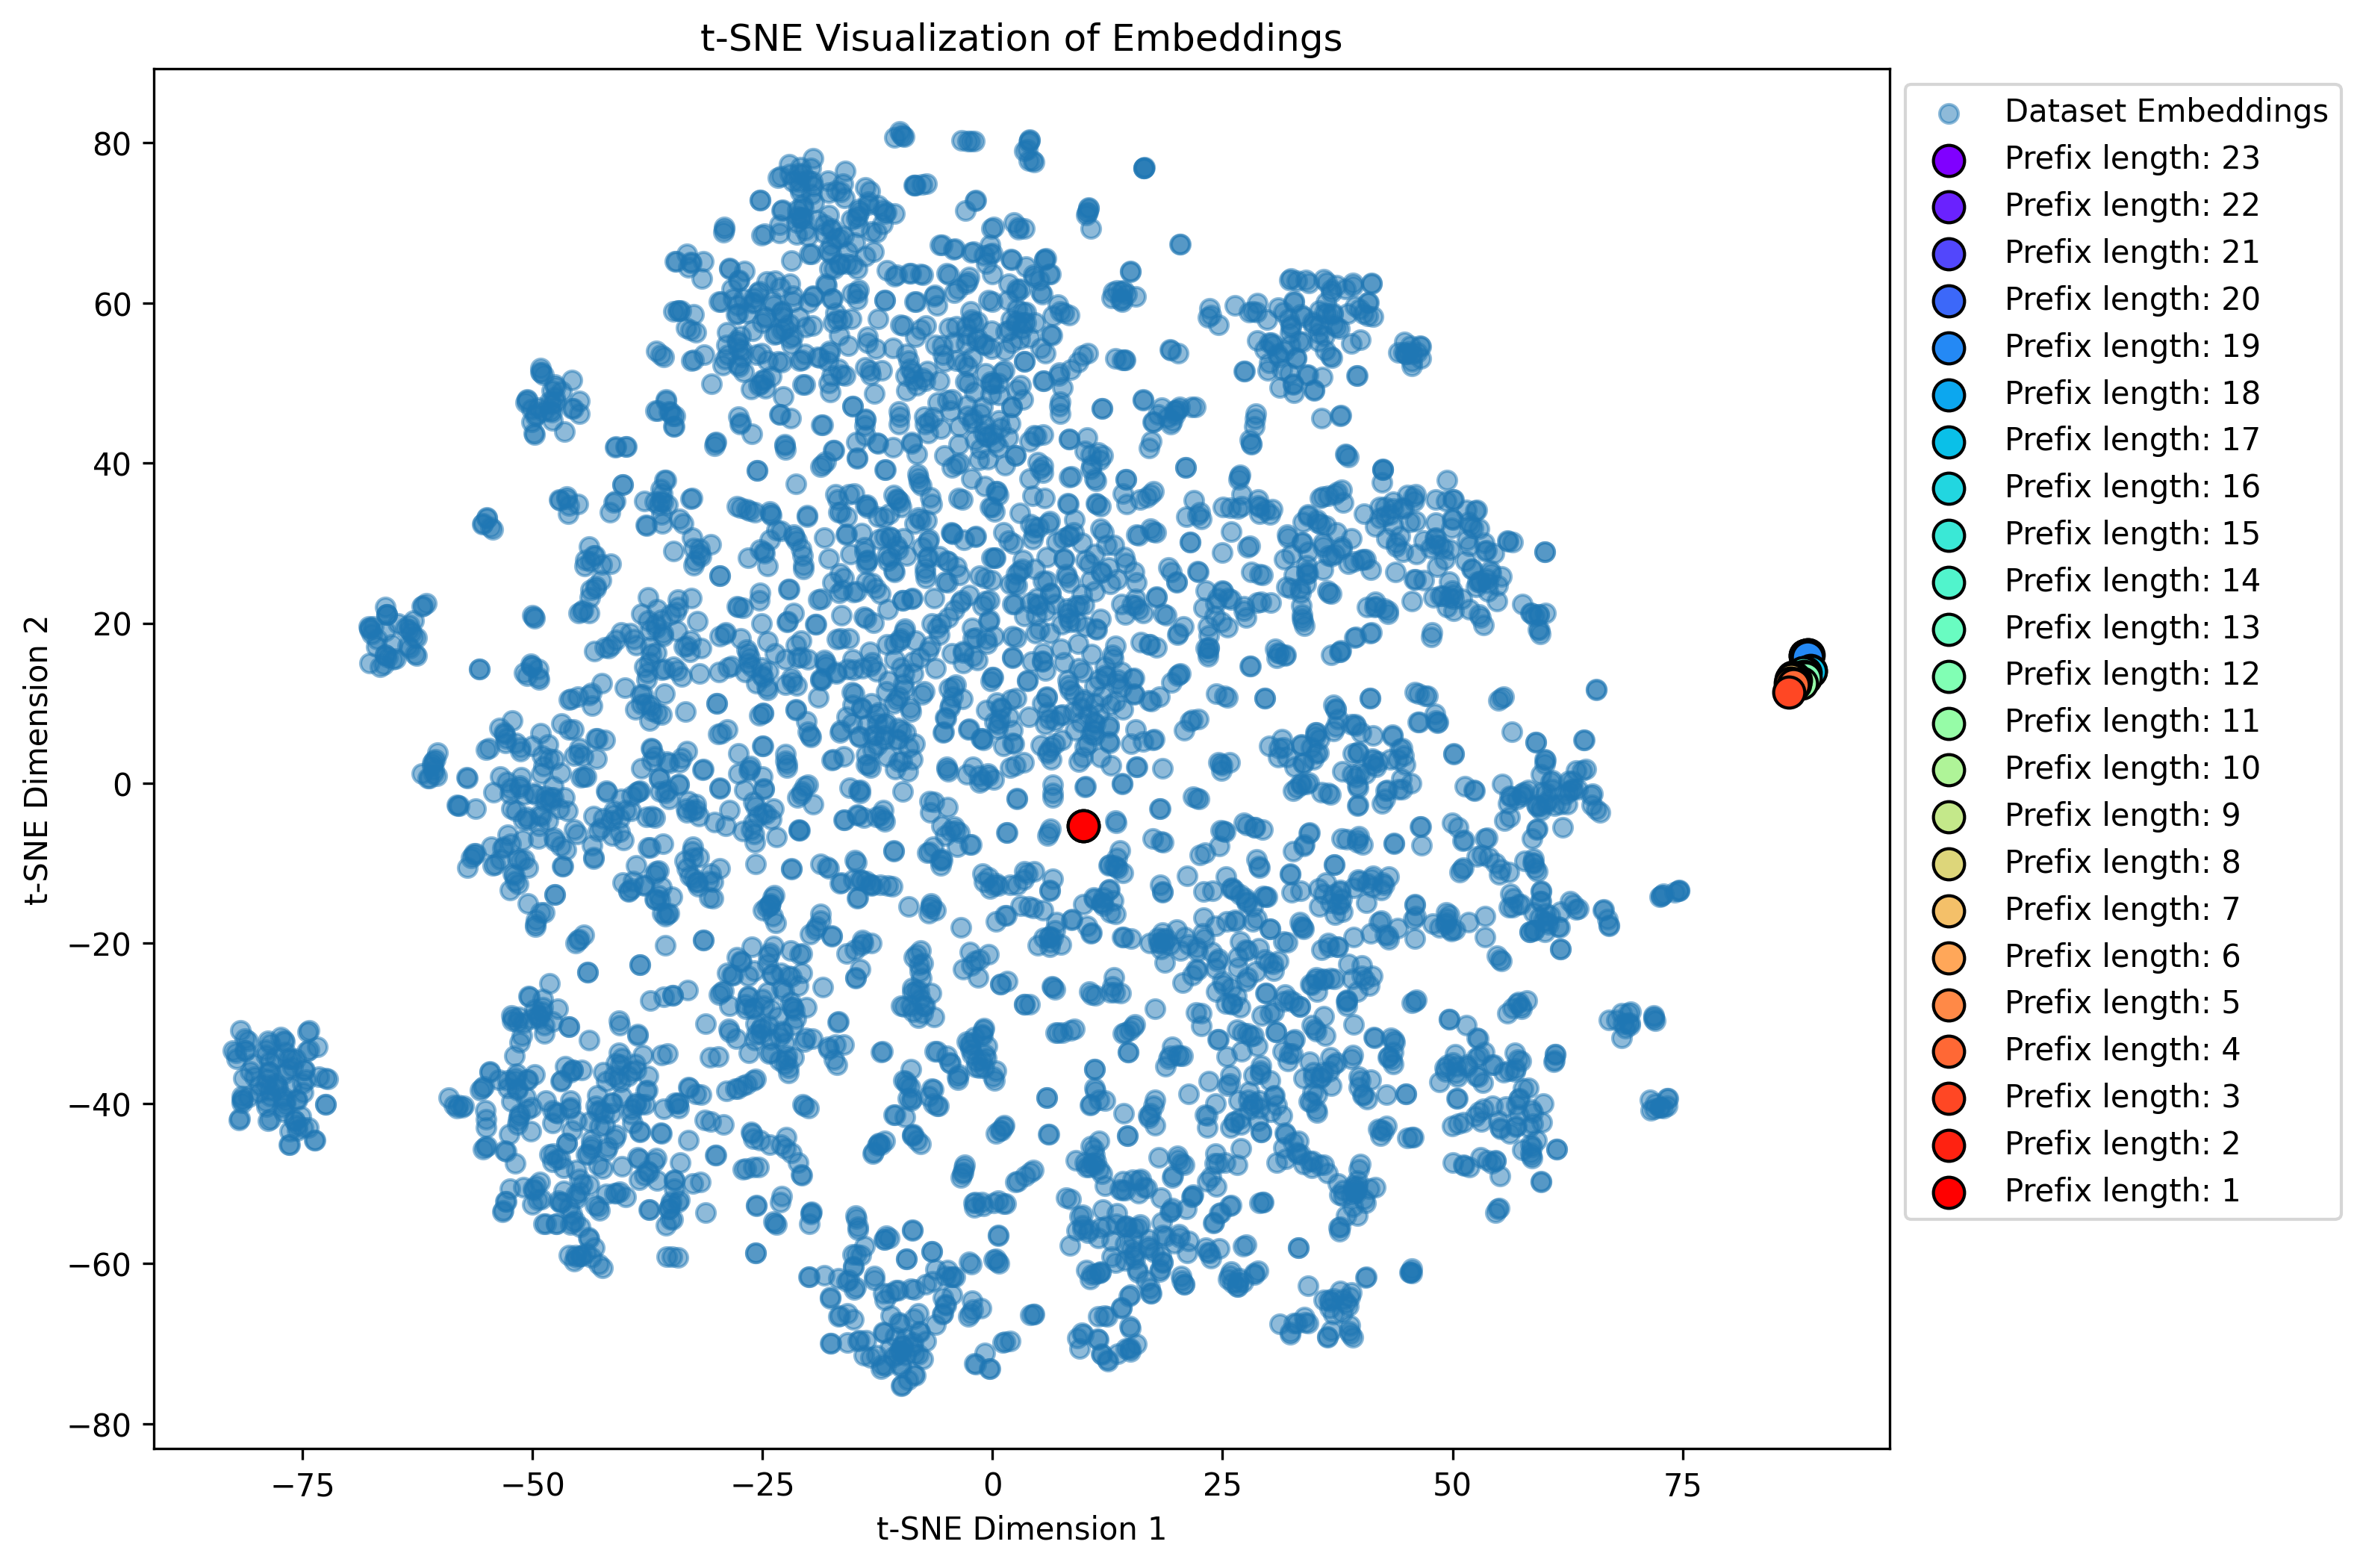 t-SNE Visualization of Embeddings
t-SNE Dimension 2
80
60
40
20
0
−20
−40
−60
−80
−75
−50
−25
0
25
50
75
t-SNE Dimension 1
Dataset Embeddings
Prefix length: 23
Prefix length: 22
Prefix length: 21
Prefix length: 20
Prefix length: 19
Prefix length: 18
Prefix length: 17
Prefix length: 16
Prefix length: 15
Prefix length: 14
Prefix length: 13
Prefix length: 12
Prefix length: 11
Prefix length: 10
Prefix length: 9
Prefix length: 8
Prefix length: 7
Prefix length: 6
Prefix length: 5
Prefix length: 4
Prefix length: 3
Prefix length: 2
Prefix length: 1